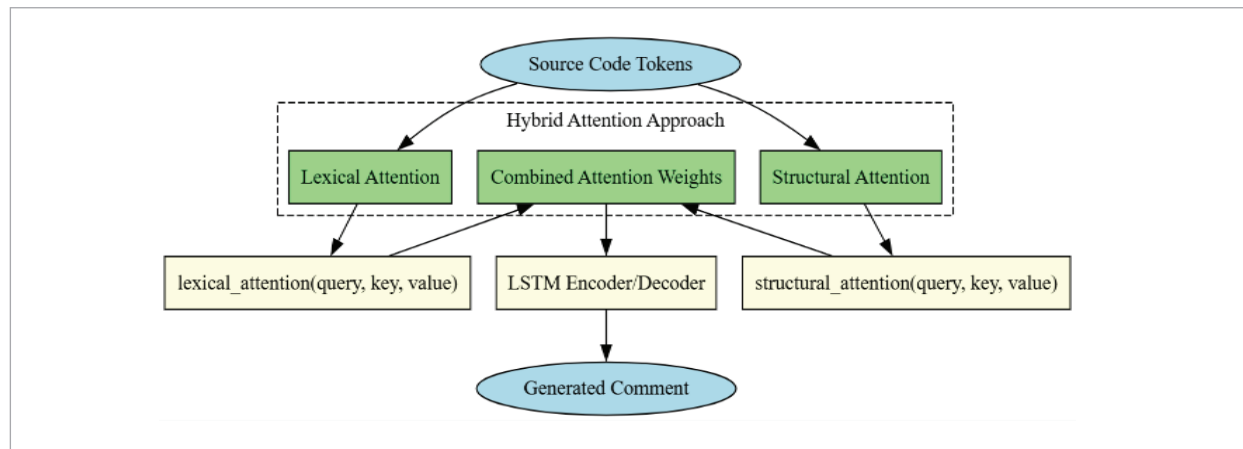 Source Code Tokens
Hybrid Attention Approach
Lexical Attention
Combined Attention Weights
Structural Attention
lexical_attention(query, key, value)
LSTM Encoder/Decoder
structural_attention(query, key, value)
Generated Comment